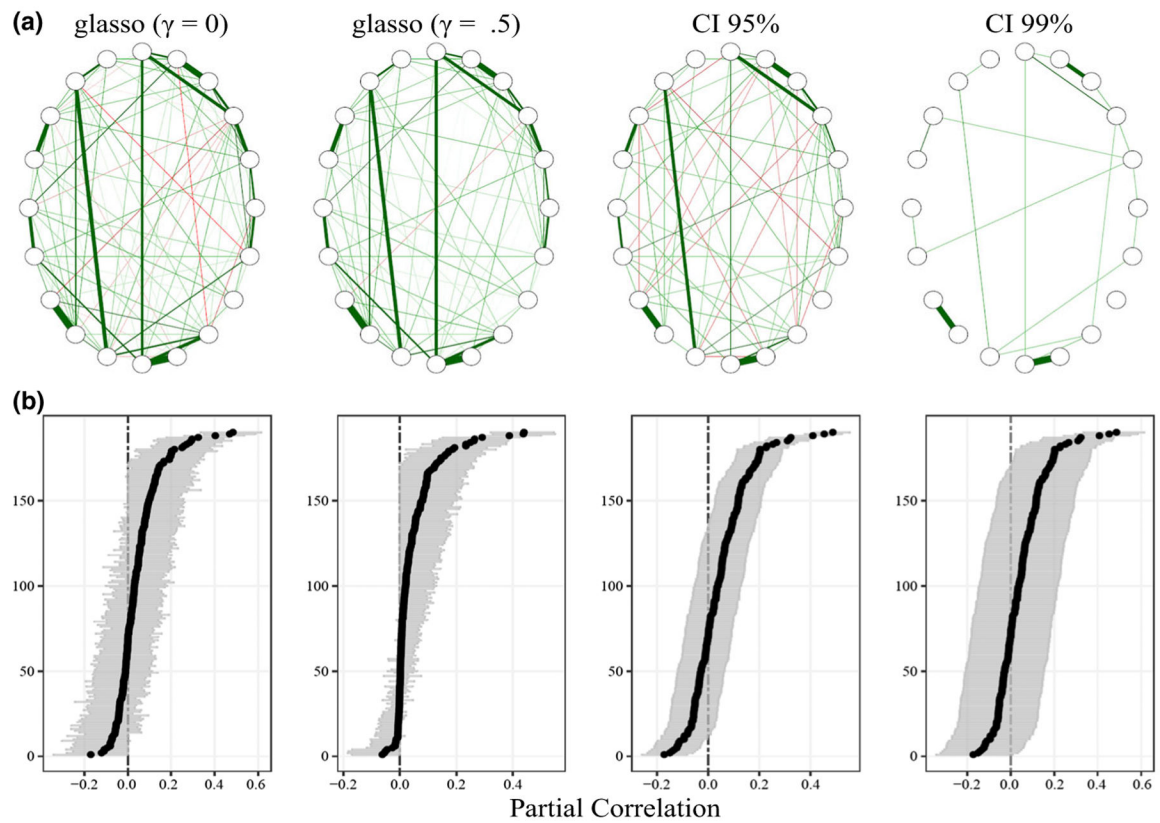 (a) glasso (γ = 0) glasso (γ = .5) CI 95% CI 99%
(b)
150 150 150 150
100 100 100 100
50 50 50 50
0 0 0 0
−0.2 0.0 0.2 0.4 0.6 0.0 0.2 0.4 −0.2 0.0 0.2 0.4 −0.2 0.0 0.2 0.4 0.6
Partial Correlation